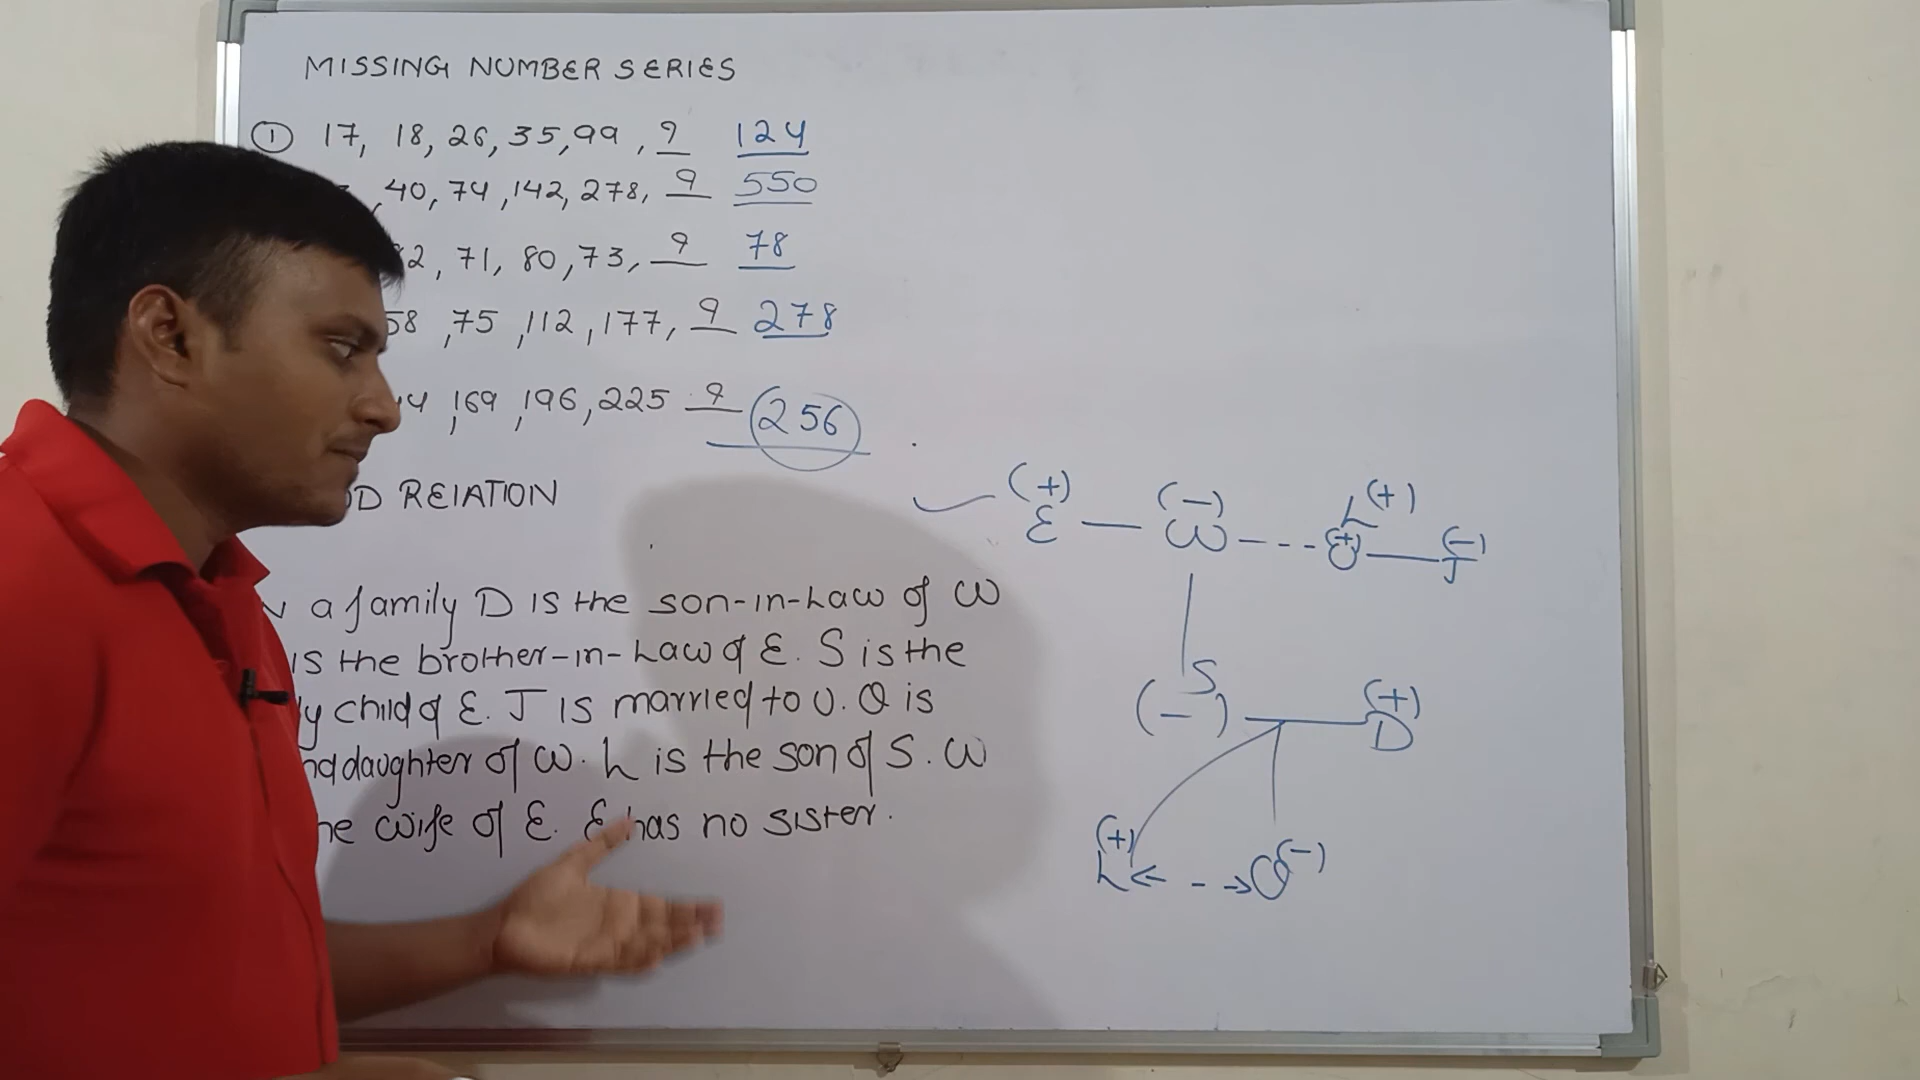 MISSING NUMBER SERIES
① 17, 18, 26, 35, 99, ? 124
, 40, 74, 142, 278, ? 550
2, 71, 80, 73, ? 78
58, 75, 112, 177, ? 278
169, 196, 225 ? 256
RELATION
a family D is the son-in-Law of W
is the brother-in-Law of E. S is the
child of E. J is married to U. Q is
daughter of W. L is the son of S. W
wife of E. E has no sister.
(+) (-) L(+)
E — W --- U(+) — J(-)
S
(-) D(+)
(+) (-)
L <- - -> Q